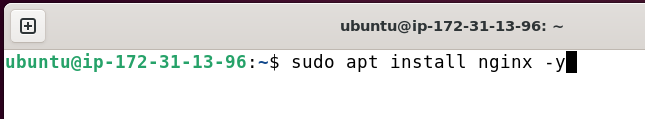 ubuntu@ip-172-31-13-96: ~
ubuntu@ip-172-31-13-96:~$ sudo apt install nginx -y